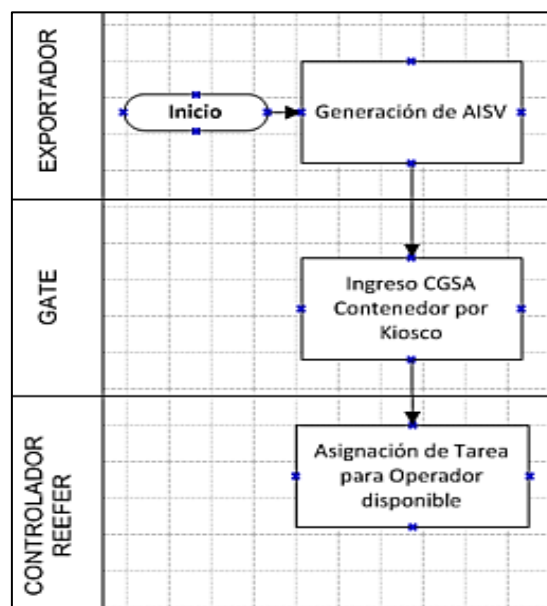 EXPORTADOR
Inicio
Generación de AISV
GATE
Ingreso CGSA
Contenedor por
Kiosco
CONTROLADOR
REEFER
Asignación de Tarea
para Operador
disponible